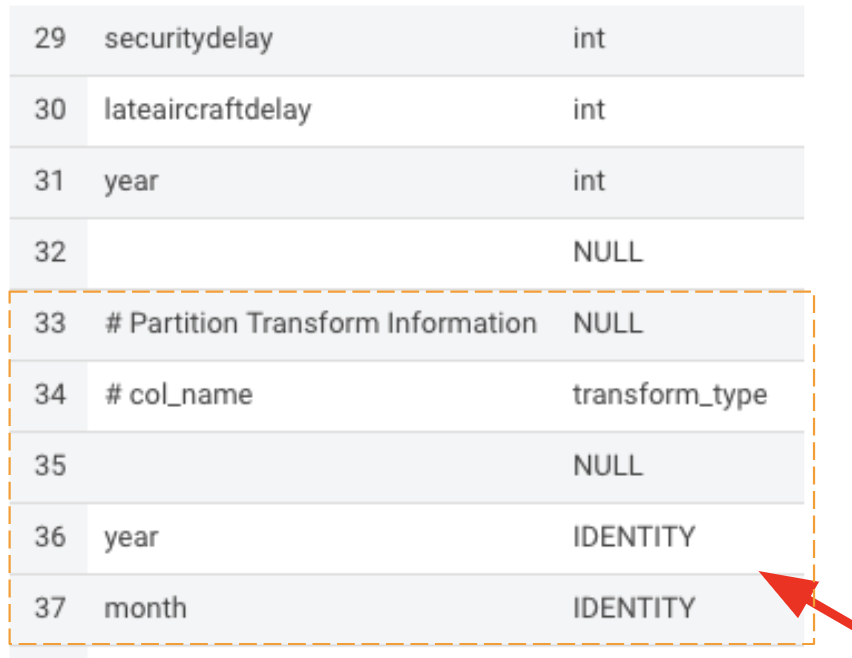 29 securitydelay int
30 lateaircraftdelay int
31 year int
32 NULL
33 # Partition Transform Information NULL
34 # col_name transform_type
35 NULL
36 year IDENTITY
37 month IDENTITY